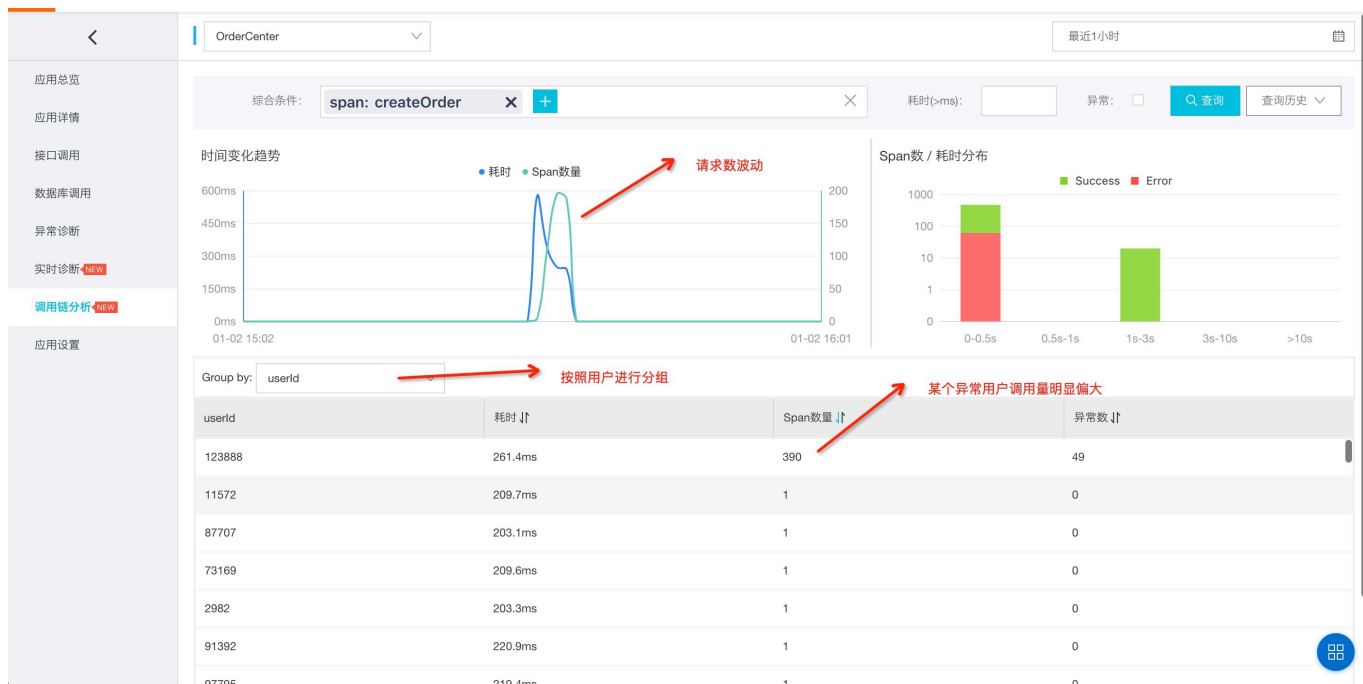 OrderCenter
最近1小时
应用总览
应用详情
接口调用
数据库调用
异常诊断
实时诊断 NEW
调用链分析 NEW
应用设置
综合条件: span: createOrder × + 耗时(>ms): 异常: 查询 查询历史
时间变化趋势
耗时 Span数量
请求数波动
600ms
450ms
300ms
150ms
0ms
200
150
100
50
0
01-02 15:02 01-02 16:01
Span数 / 耗时分布
Success Error
1000
100
10
1
0
0-0.5s 0.5s-1s 1s-3s 3s-10s >10s
Group by: userId
按照用户进行分组
某个异常用户调用量明显偏大
userId 耗时 Span数量 异常数
123888 261.4ms 390 49
11572 209.7ms 1 0
87707 203.1ms 1 0
73169 209.6ms 1 0
2982 203.3ms 1 0
91392 220.9ms 1 0